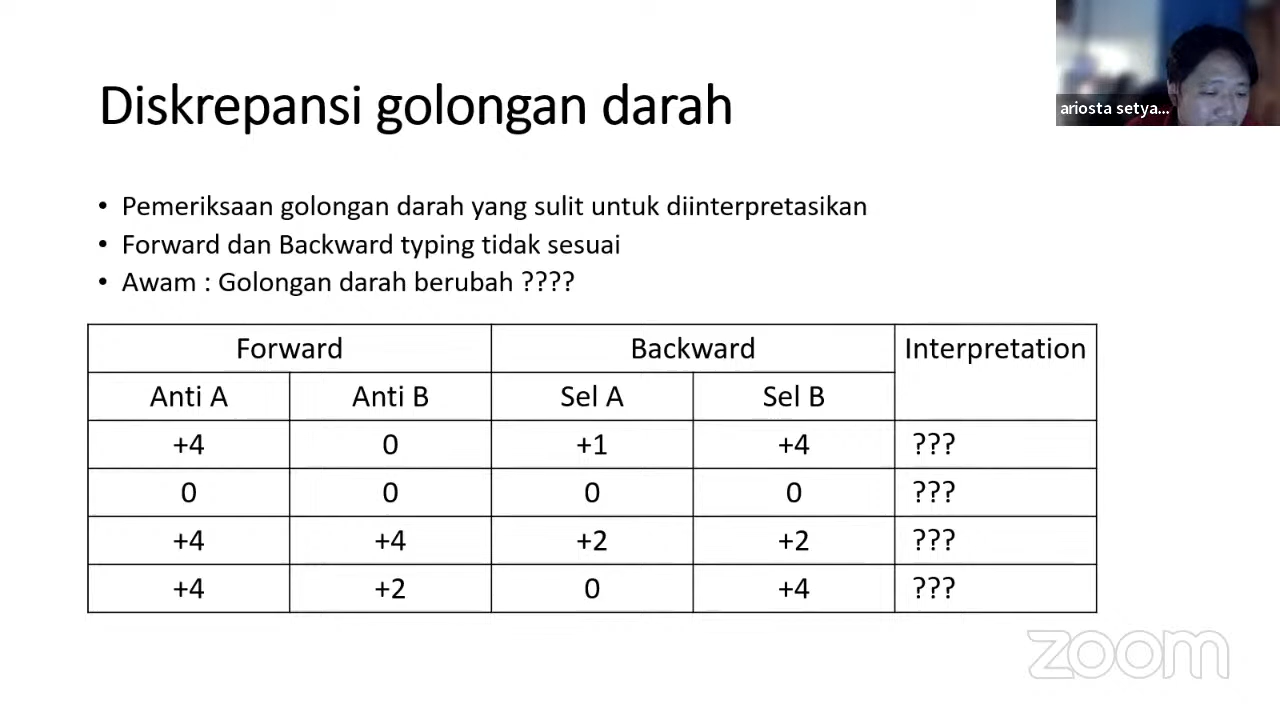 ariosta setya...
Diskrepansi golongan darah
• Pemeriksaan golongan darah yang sulit untuk diinterpretasikan
• Forward dan Backward typing tidak sesuai
• Awam : Golongan darah berubah ????
Forward Backward Interpretation
Anti A Anti B Sel A Sel B
+4 0 +1 +4 ???
0 0 0 0 ???
+4 +4 +2 +2 ???
+4 +2 0 +4 ???
zoom